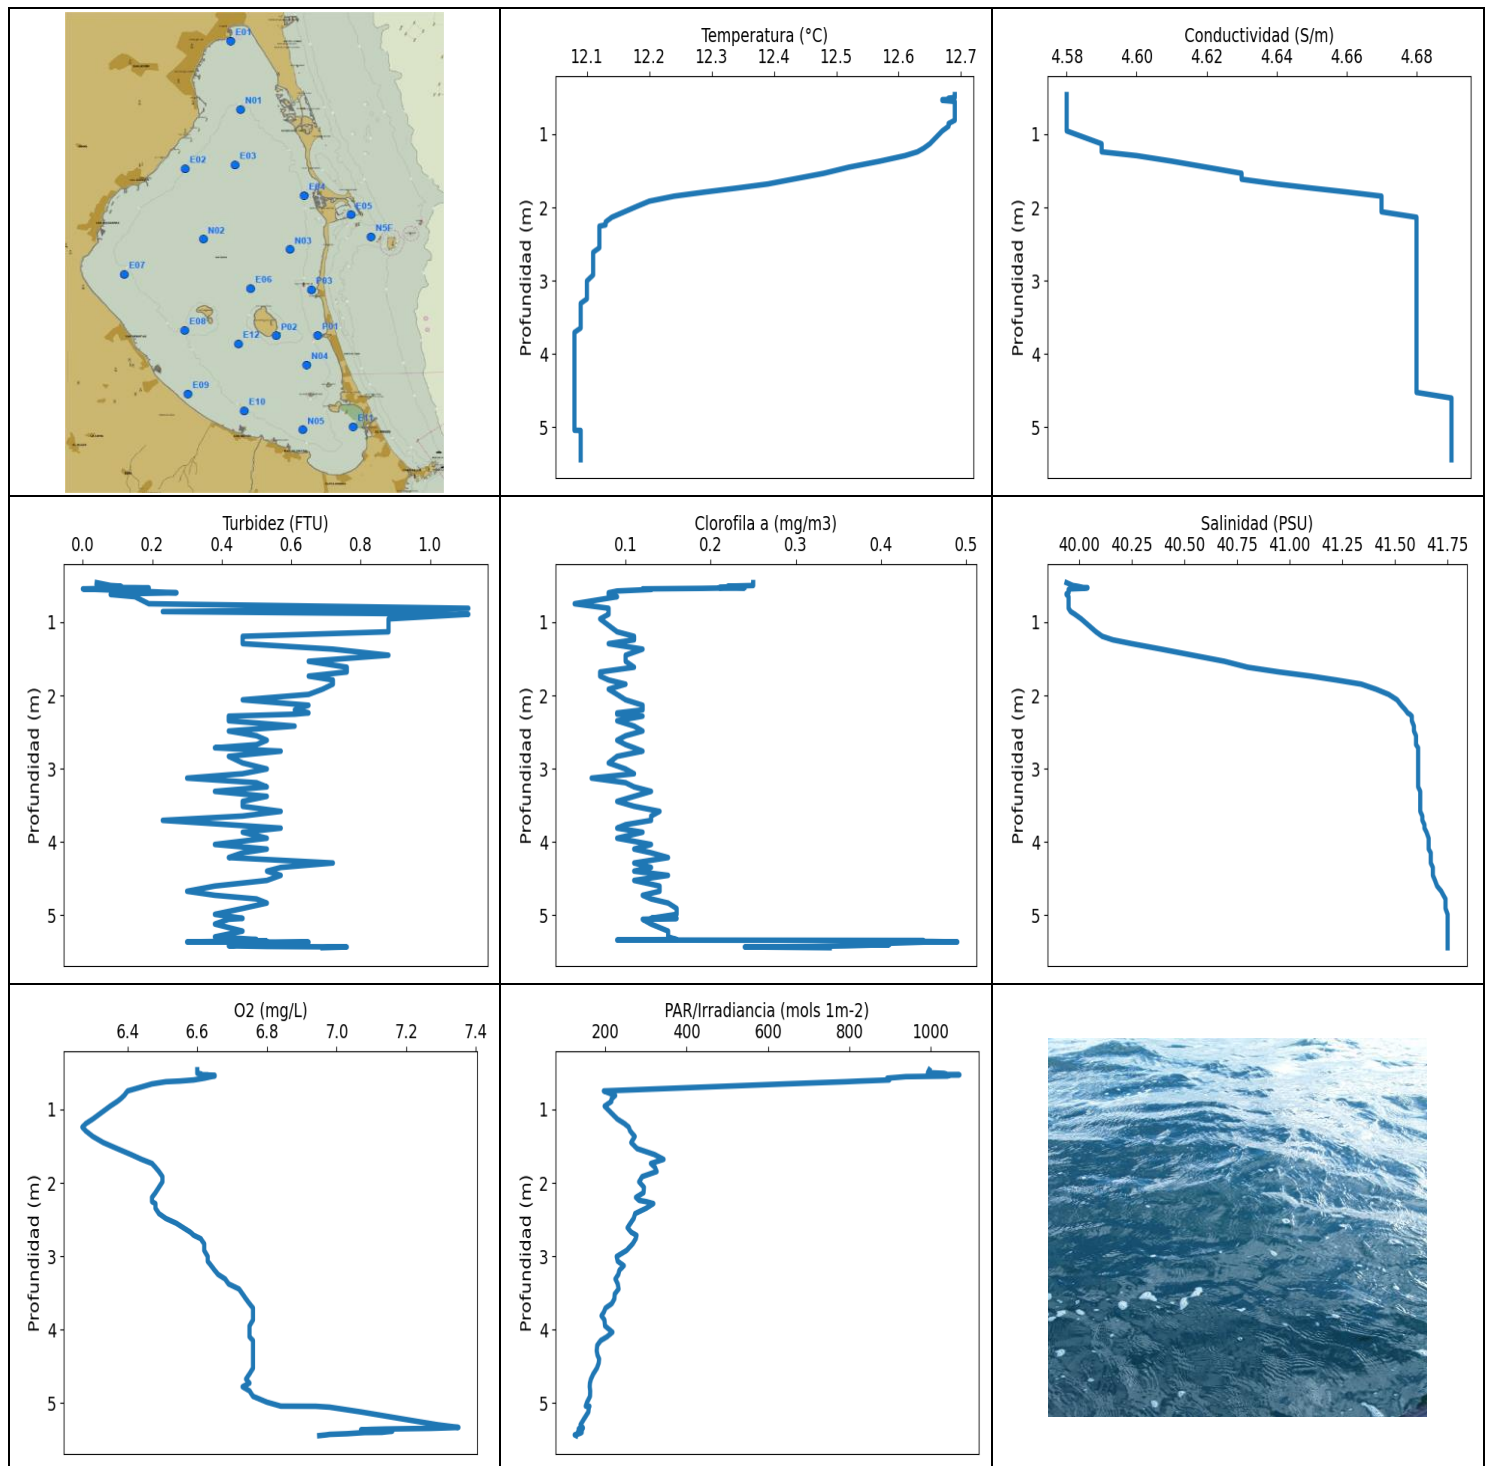 E01
N01
E02
E03
E04
E05
N5F
N02
N03
E07
E06
P03
E08
P02
P01
E12
N04
E09
E10
N05
E11
Temperatura (°C)
12.1 12.2 12.3 12.4 12.5 12.6 12.7
Profundidad (m)
1
2
3
4
5
Conductividad (S/m)
4.58 4.60 4.62 4.64 4.66 4.68
Profundidad (m)
1
2
3
4
5
Turbidez (FTU)
0.0 0.2 0.4 0.6 0.8 1.0
Profundidad (m)
1
2
3
4
5
Clorofila a (mg/m3)
0.1 0.2 0.3 0.4 0.5
Profundidad (m)
1
2
3
4
5
Salinidad (PSU)
40.00 40.25 40.50 40.75 41.00 41.25 41.50 41.75
Profundidad (m)
1
2
3
4
5
O2 (mg/L)
6.4 6.6 6.8 7.0 7.2 7.4
Profundidad (m)
1
2
3
4
5
PAR/Irradiancia (mols 1m-2)
200 400 600 800 1000
Profundidad (m)
1
2
3
4
5